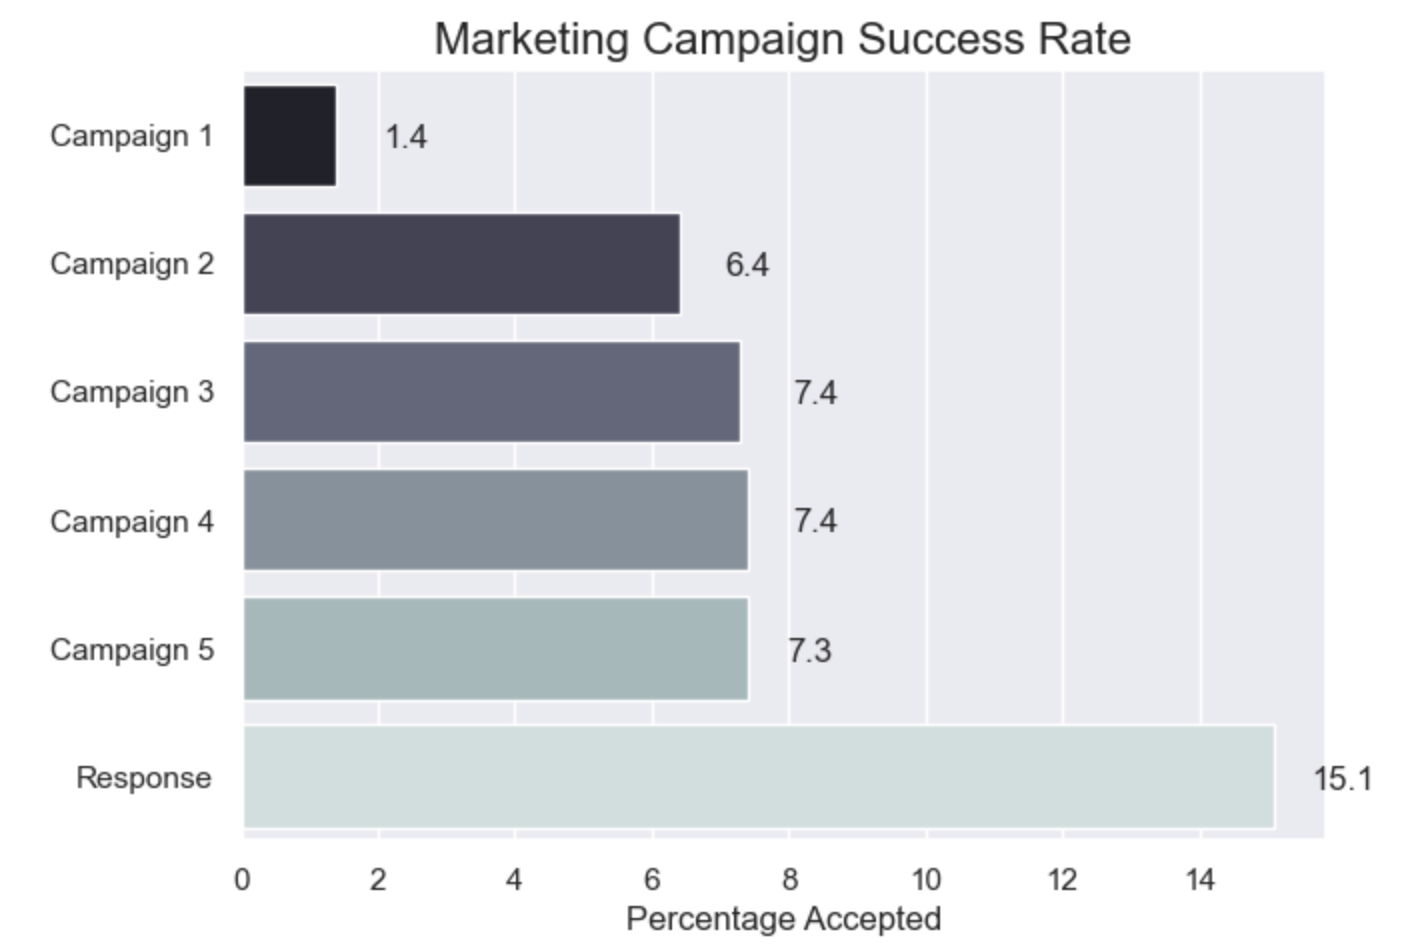 Marketing Campaign Success Rate
Campaign 1 1.4
Campaign 2 6.4
Campaign 3 7.4
Campaign 4 7.4
Campaign 5 7.3
Response 15.1
0 2 4 6 8 10 12 14
Percentage Accepted